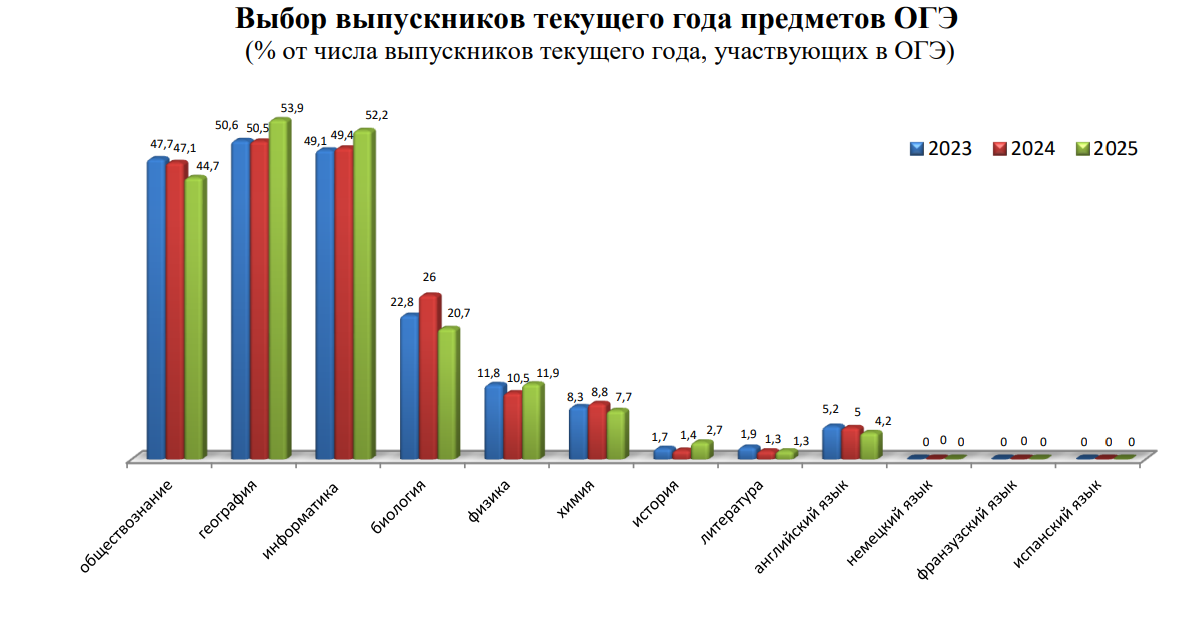 Выбор выпускников текущего года предметов ОГЭ
(% от числа выпускников текущего года, участвующих в ОГЭ)
2023 2024 2025
47,7 47,1 44,7
50,6 50,5 53,9
49,1 49,4 52,2
22,8 26 20,7
11,8 10,5 11,9
8,3 8,8 7,7
1,7 1,4 2,7
1,9 1,3 1,3
5,2 5 4,2
0 0 0
0 0 0
0 0 0
обществознание
география
информатика
биология
физика
химия
история
литература
английский язык
немецкий язык
франзузский язык
испанский язык